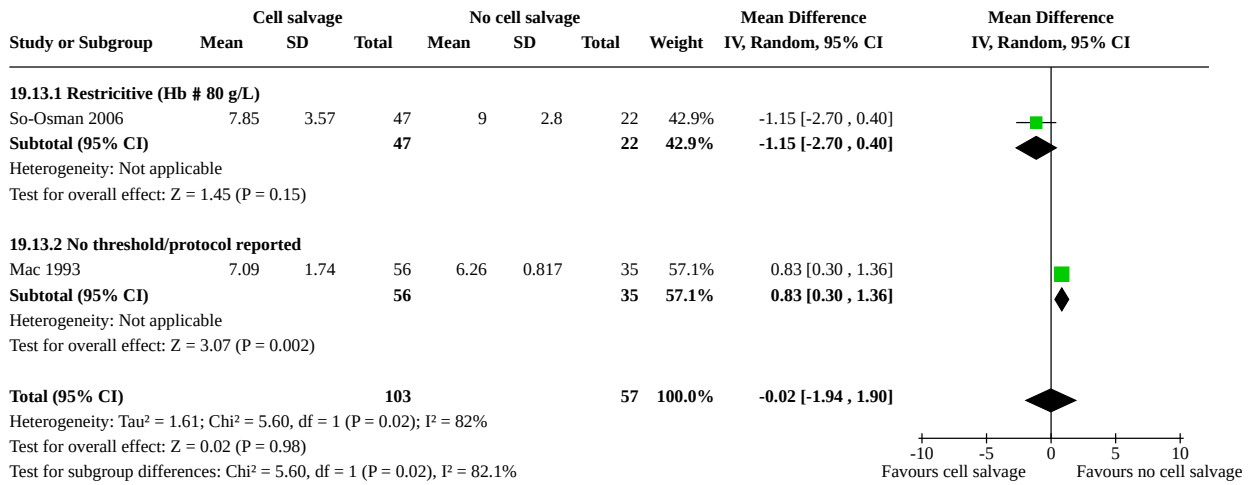 Cell salvage No cell salvage Mean Difference Mean Difference
Study or Subgroup Mean SD Total Mean SD Total Weight IV, Random, 95% CI IV, Random, 95% CI
19.13.1 Restricitive (Hb # 80 g/L)
So-Osman 2006 7.85 3.57 47 9 2.8 22 42.9% -1.15 [-2.70 , 0.40]
Subtotal (95% CI) 47 22 42.9% -1.15 [-2.70 , 0.40]
Heterogeneity: Not applicable
Test for overall effect: Z = 1.45 (P = 0.15)
19.13.2 No threshold/protocol reported
Mac 1993 7.09 1.74 56 6.26 0.817 35 57.1% 0.83 [0.30 , 1.36]
Subtotal (95% CI) 56 35 57.1% 0.83 [0.30 , 1.36]
Heterogeneity: Not applicable
Test for overall effect: Z = 3.07 (P = 0.002)
Total (95% CI) 103 57 100.0% -0.02 [-1.94 , 1.90]
Heterogeneity: Tau² = 1.61; Chi² = 5.60, df = 1 (P = 0.02); I² = 82%
Test for overall effect: Z = 0.02 (P = 0.98)
Test for subgroup differences: Chi² = 5.60, df = 1 (P = 0.02), I² = 82.1%
-10 -5 0 5 10
Favours cell salvage Favours no cell salvage